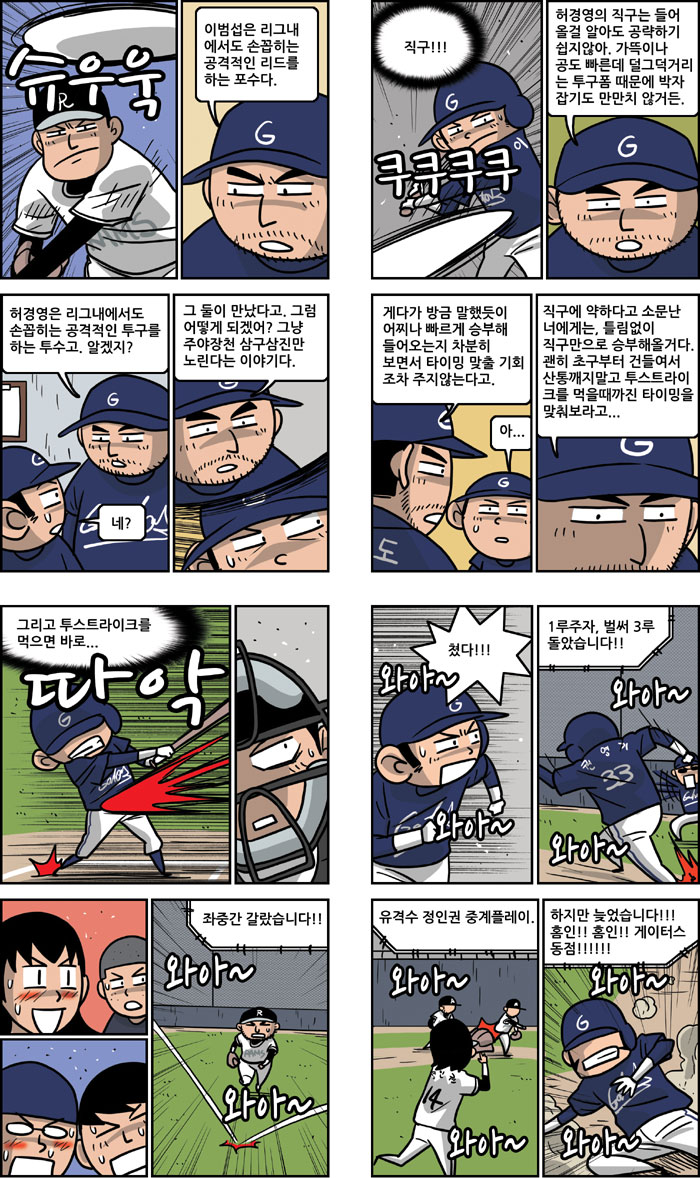 슈우욱
R
RAMS
이범섭은 리그내
에서도 손꼽히는
공격적인 리드를
하는 포수다.
G
직구!!!
쿠쿠쿠쿠
허경영의 직구는 들어
올걸 알아도 공략하기
쉽지않아. 가뜩이나
공도 빠른데 덜그덕거리
는 투구폼 때문에 박자
잡기도 만만치 않거든.
G
허경영은 리그내에서도
손꼽히는 공격적인 투구를
하는 투수고. 알겠지?
G
G
네?
그 둘이 만났다고. 그럼
어떻게 되겠어? 그냥
주야장천 삼구삼진만
노린다는 이야기다.
G
G
게다가 방금 말했듯이
어찌나 빠르게 승부해
들어오는지 차분히
보면서 타이밍 맞출 기회
조차 주지않는다고.
아...
G
도
직구에 약하다고 소문난
너에게는, 틀림없이
직구만으로 승부해올거다.
괜히 초구부터 건들여서
산통깨지말고 투스트라이
크를 먹을때까진 타이밍을
맞춰보라고...
G
그리고 투스트라이크를
먹으면 바로...
따악
G
쳤다!!!
와아~
G
와아~
1루주자, 벌써 3루
돌았습니다!!
와아~
33
와아~
좌중간 갈랐습니다!!
와아~
R
RAMS
와아~
유격수 정인권 중계플레이.
와아~
정인권
14
와아~
하지만 늦었습니다!!!
홈인!! 홈인!! 게이터스
동점!!!!!!
와아~
G
와아~